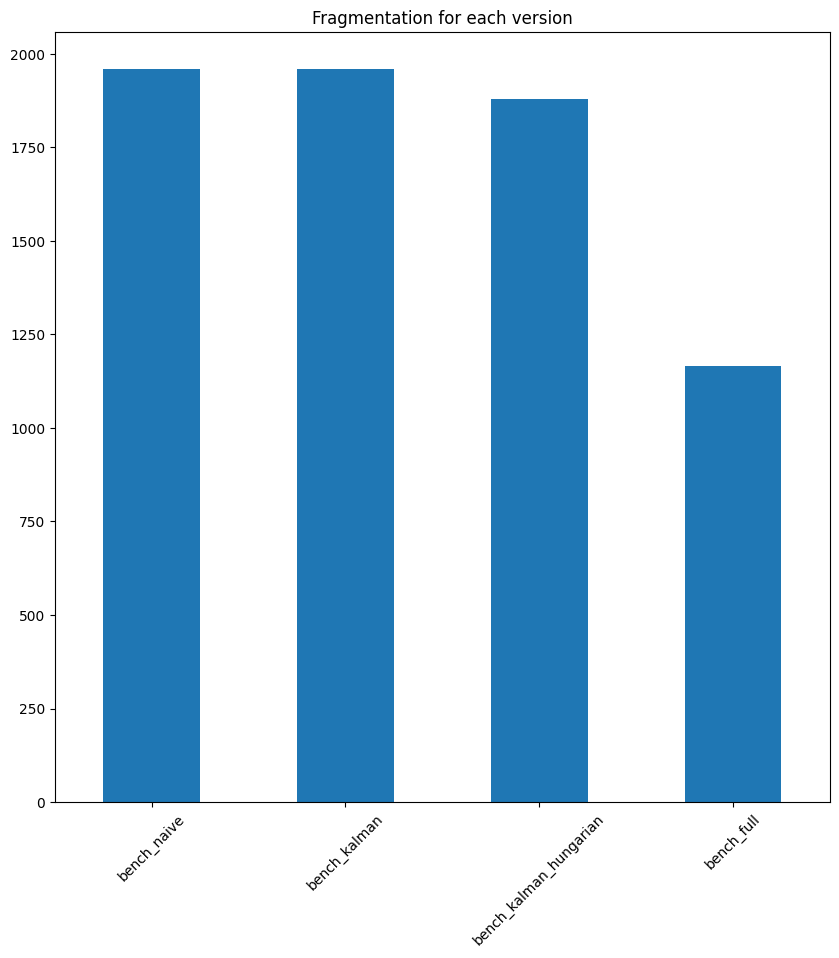 Fragmentation for each version
2000
1750
1500
1250
1000
750
500
250
0
bench_naive
bench_kalman
bench_kalman_hungarian
bench_full